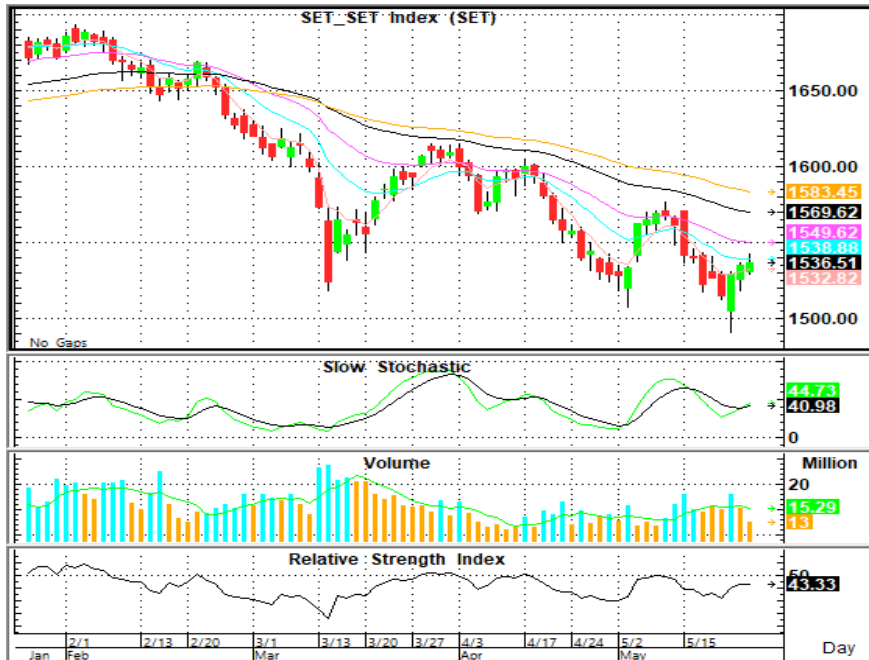 SET_SET Index (SET)
1650.00
1600.00
1583.45
1569.62
1549.62
1538.88
1536.51
1532.82
1500.00
No Gaps
Slow Stochastic
44.73
40.98
0
Volume Million
20
15.29
13
Relative Strength Index
50
43.33
2/1 2/13 2/20 3/1 3/13 3/20 3/27 4/3 4/17 4/24 5/2 5/15
Jan Feb Mar Apr May Day